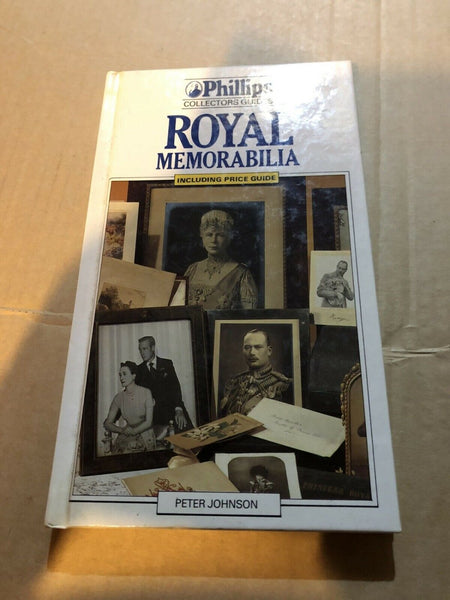 Phillips
COLLECTORS GUIDES
ROYAL
MEMORABILIA
INCLUDING PRICE GUIDE
PETER JOHNSON